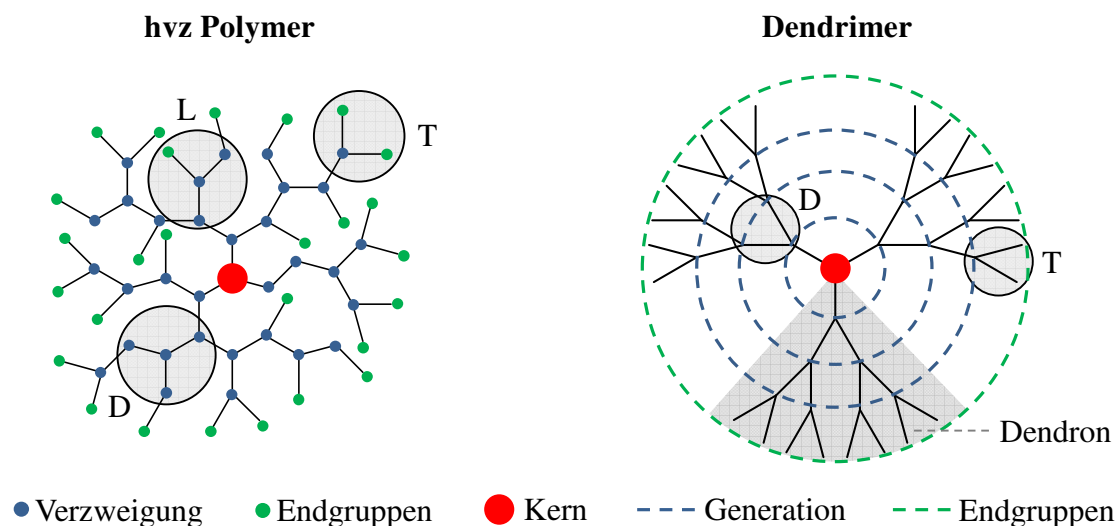 hvz Polymer
Dendrimer
L
T
D
D
T
Dendron
Verzweigung Endgruppen Kern Generation Endgruppen